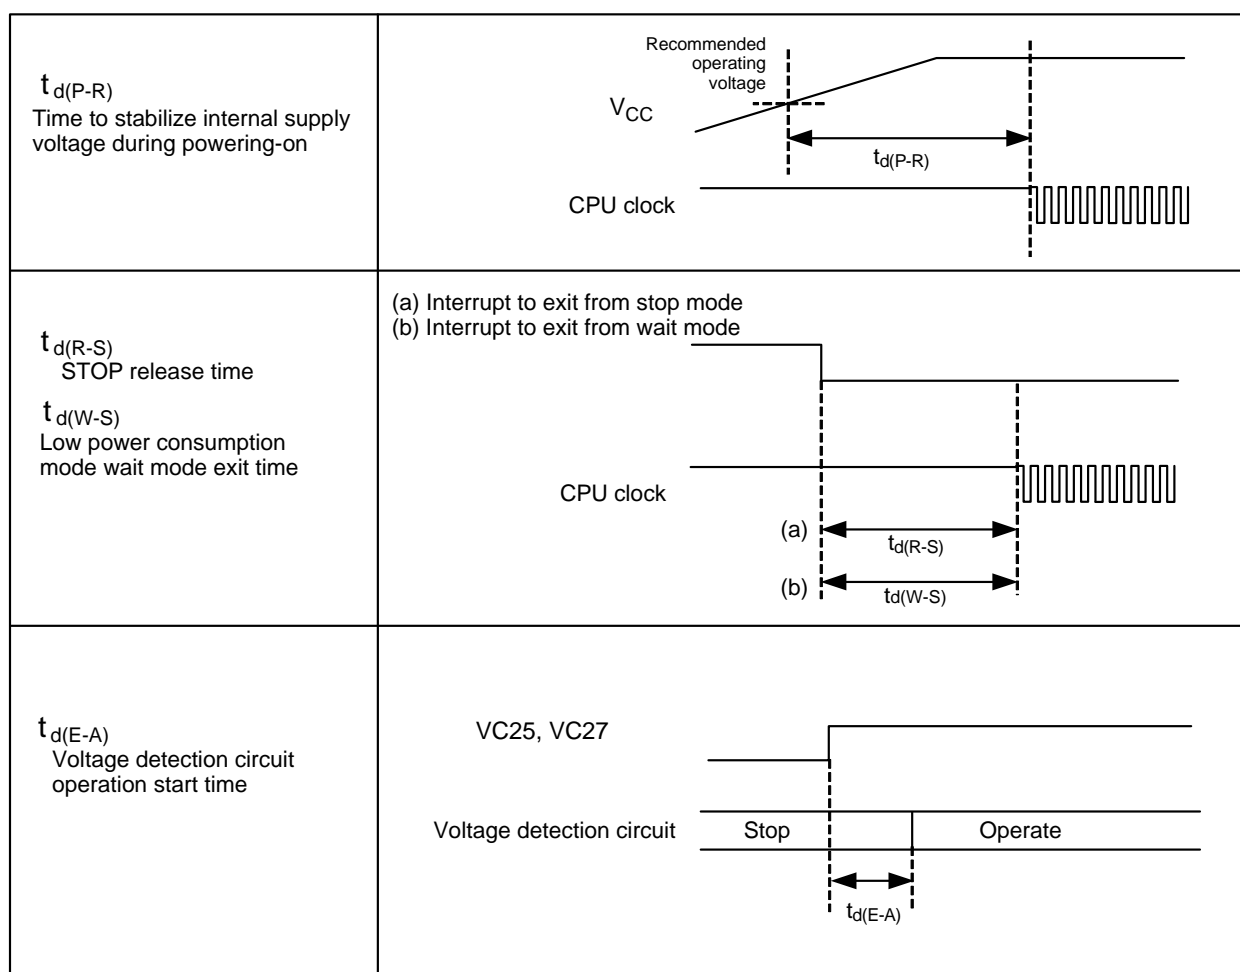 t d(P-R)
Time to stabilize internal supply
voltage during powering-on
Recommended
operating
voltage
VCC
td(P-R)
CPU clock
t d(R-S)
STOP release time
t d(W-S)
Low power consumption
mode wait mode exit time
(a) Interrupt to exit from stop mode
(b) Interrupt to exit from wait mode
CPU clock
(a)
td(R-S)
(b)
td(W-S)
t d(E-A)
Voltage detection circuit
operation start time
VC25, VC27
Voltage detection circuit
Stop
Operate
td(E-A)